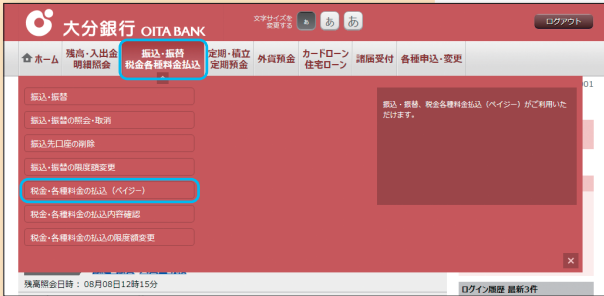 大分銀行 OITA BANK
文字サイズを
変更する
あ
あ
あ
ログアウト
ホーム
残高・入出金
明細照会
振込・振替
税金各種料金払込
定期・積立
定期預金
外貨預金
カードローン
住宅ローン
諸届受付
各種申込・変更
振込・振替
振込・振替の照会・取消
振込先口座の削除
振込・振替の限度額変更
税金・各種料金の払込（ペイジー）
税金・各種料金の払込内容確認
税金・各種料金の払込の限度額変更
振込・振替、税金各種料金払込（ペイジー）がご利用いた
だけます。
01
残高照会日時：08月08日12時15分
ログイン履歴 最新3件